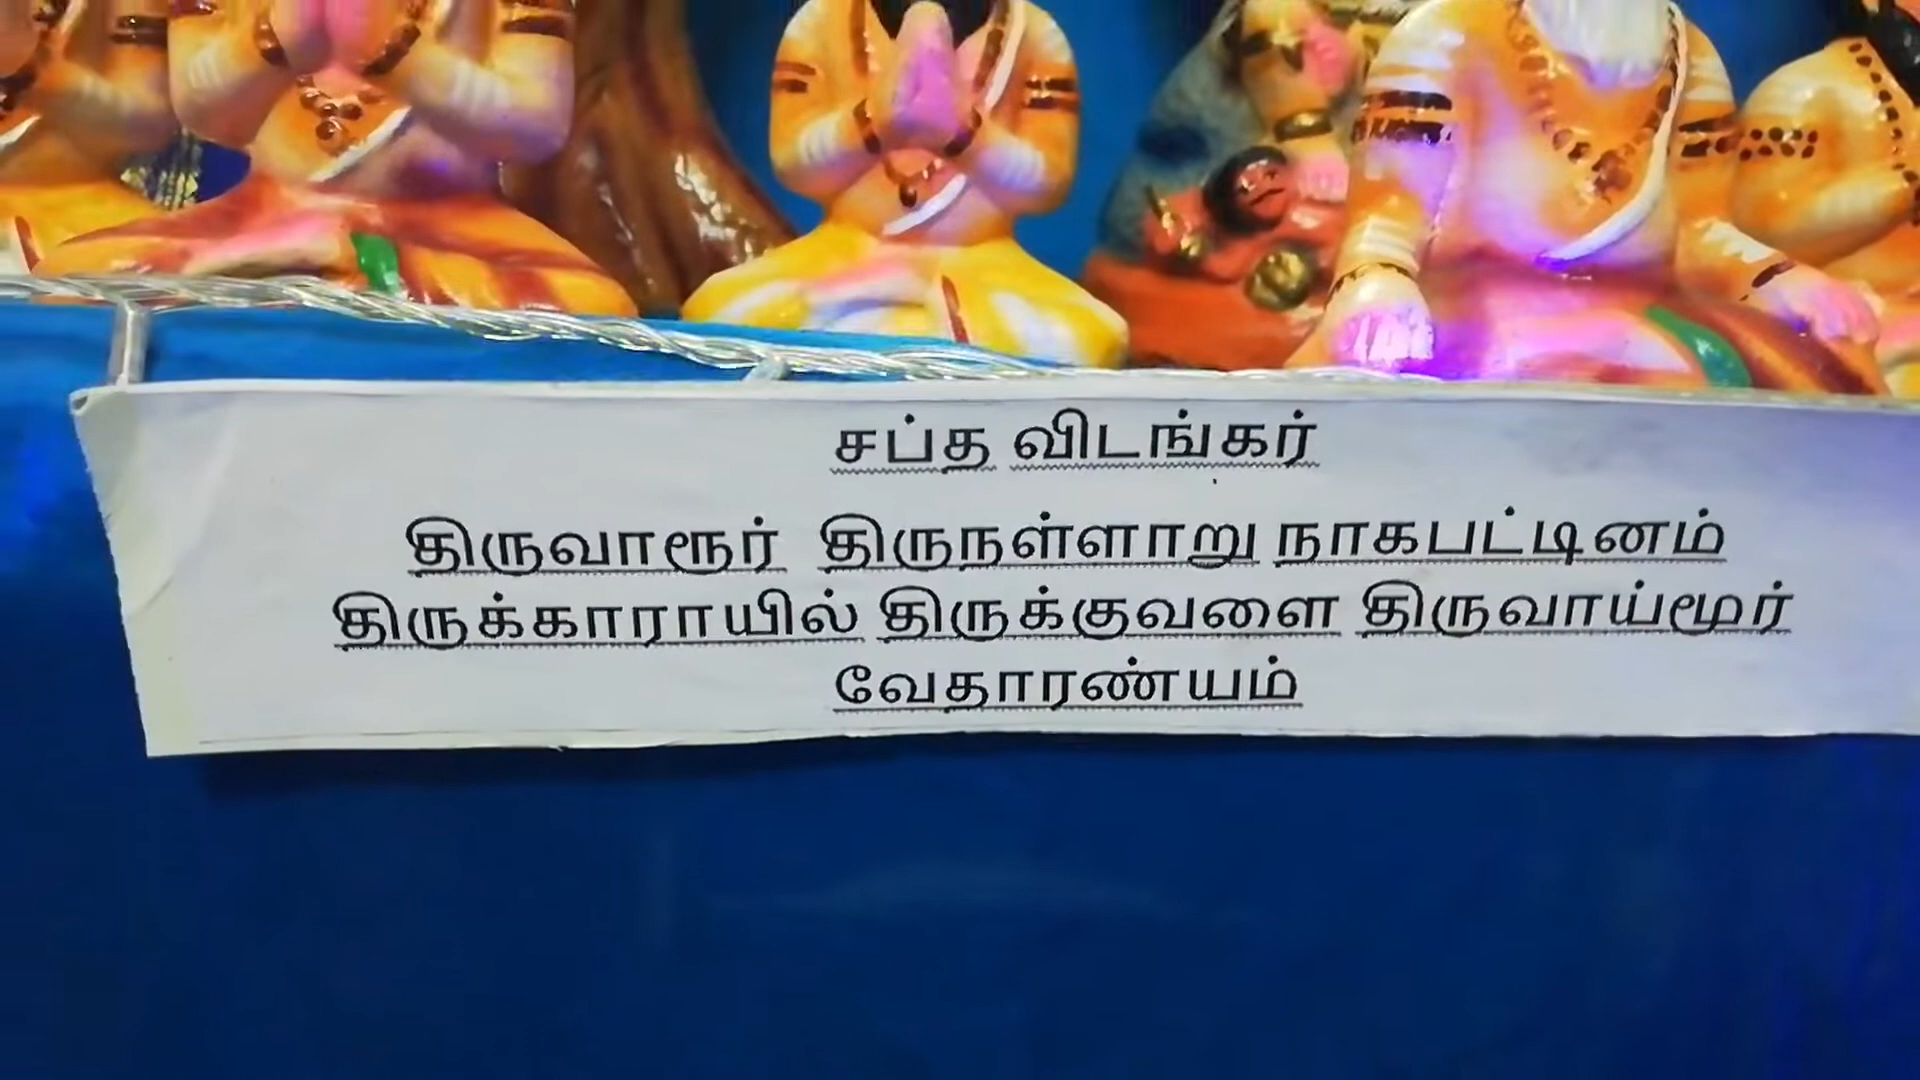 சப்த விடங்கர்
திருவாரூர் திருநள்ளாறு நாகபட்டினம்
திருக்காராயில் திருக்குவளை திருவாய்மூர்
வேதாரண்யம்